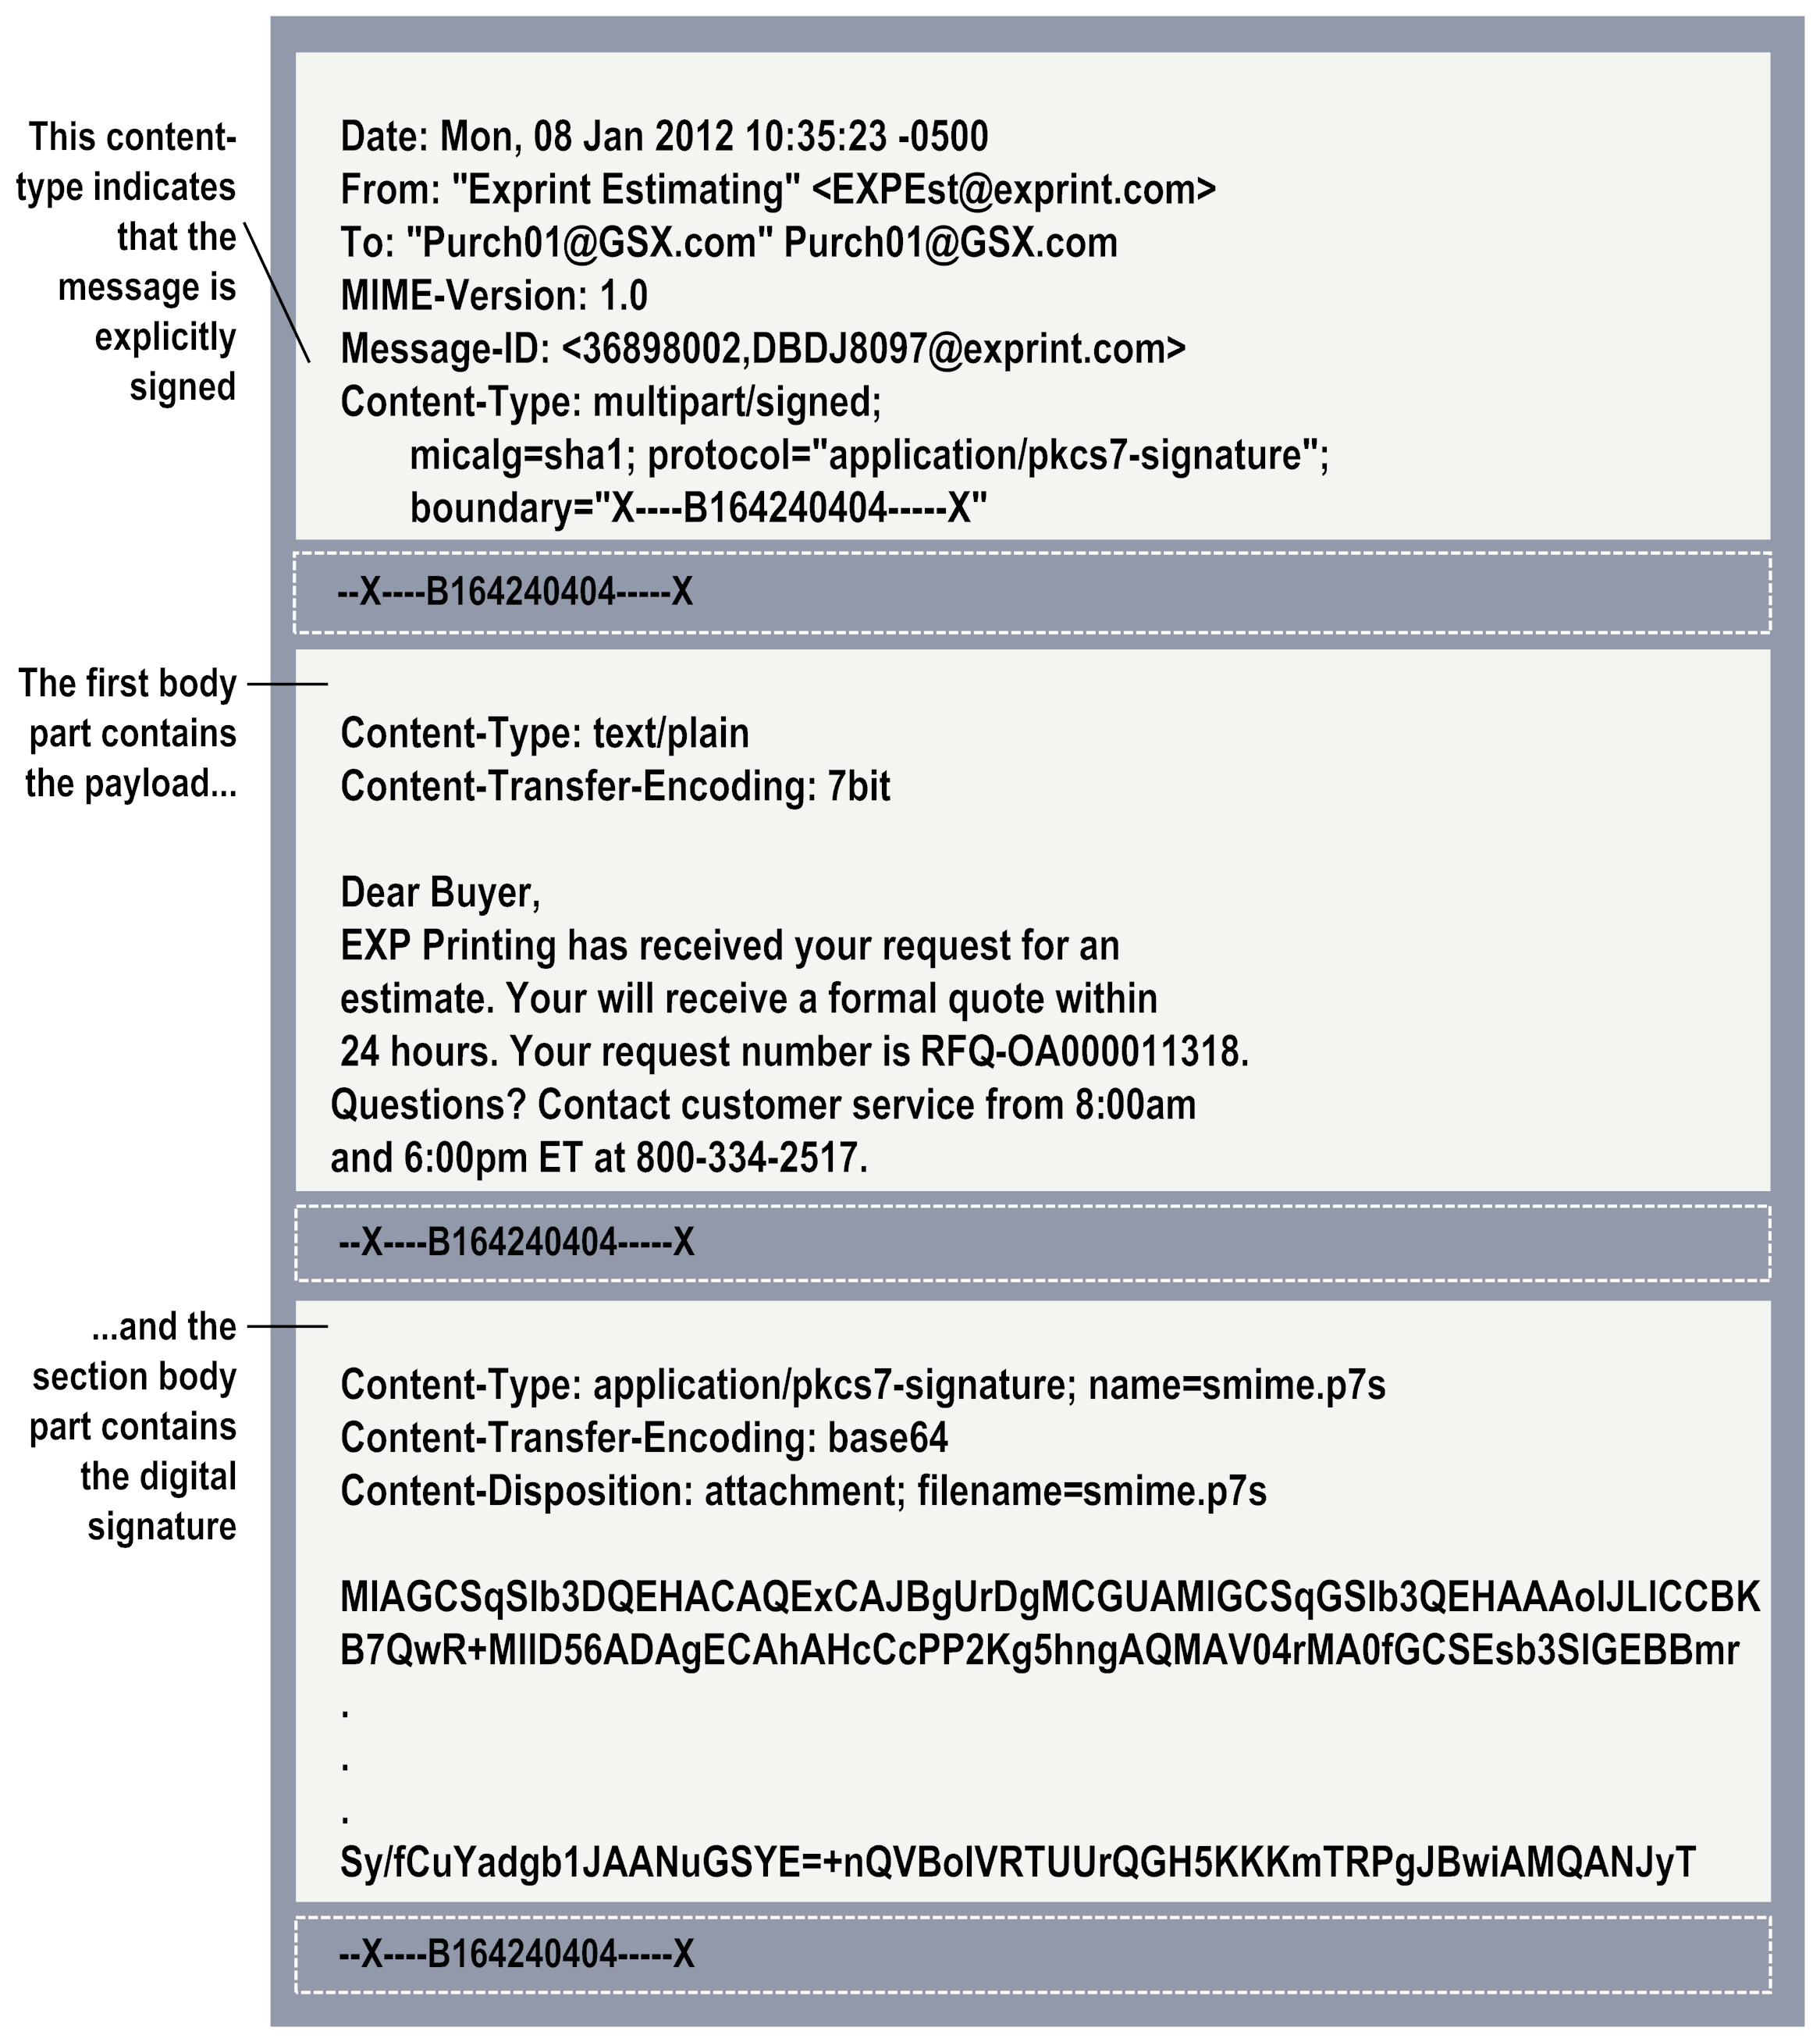 This content-
type indicates
that the
message is
explicitly
signed
Date: Mon, 08 Jan 2012 10:35:23 -0500
From: "Exprint Estimating" <EXPEst@exprint.com>
To: "Purch01@GSX.com" Purch01@GSX.com
MIME-Version: 1.0
Message-ID: <36898002,DBDJ8097@exprint.com>
Content-Type: multipart/signed;
micalg=sha1; protocol="application/pkcs7-signature";
boundary="X----B164240404-----X"
--X----B164240404-----X
The first body
part contains
the payload...
Content-Type: text/plain
Content-Transfer-Encoding: 7bit
Dear Buyer,
EXP Printing has received your request for an
estimate. Your will receive a formal quote within
24 hours. Your request number is RFQ-OA000011318.
Questions? Contact customer service from 8:00am
and 6:00pm ET at 800-334-2517.
--X----B164240404-----X
...and the
section body
part contains
the digital
signature
Content-Type: application/pkcs7-signature; name=smime.p7s
Content-Transfer-Encoding: base64
Content-Disposition: attachment; filename=smime.p7s
MIAGCSqSIb3DQEHACAQExCAJBgUrDgMCGUAMIGCSqGSIb3QEHAAAoIJLICCBK
B7QwR+MIID56ADAgECAhAHcCcPP2Kg5hngAQMAV04rMA0fGCSEsb3SIGEBBmr
.
.
.
Sy/fCuYadgb1JAANuGSYE=+nQVBolVRTUUrQGH5KKKmTRPgJBwiAMQANJyT
--X----B164240404-----X